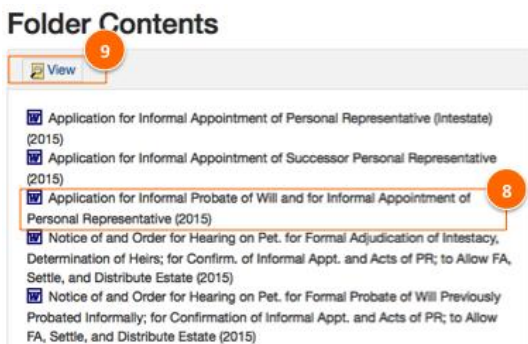 Folder Contents
9
View
Application for Informal Appointment of Personal Representative (Intestate)
(2015)
Application for Informal Appointment of Successor Personal Representative
(2015)
Application for Informal Probate of Will and for Informal Appointment of
8
Personal Representative (2015)
Notice of and Order for Hearing on Pet. for Formal Adjudication of Intestacy,
Determination of Heirs; for Confirm. of Informal Appt. and Acts of PR; to Allow FA,
Settle, and Distribute Estate (2015)
Notice of and Order for Hearing on Pet. for Formal Probate of Will Previously
Probated Informally; for Confirmation of Informal Appt. and Acts of PR; to Allow
FA, Settle, and Distribute Estate (2015)